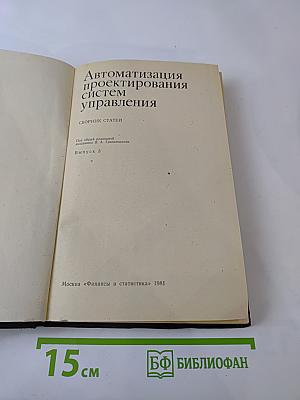 Автоматизация
проектирования
систем
управления
СБОРНИК СТАТЕЙ
Под общей редакцией
академика В. А. Трапезникова
Выпуск 3
Москва «Финансы и статистика» 1981
15 см
БФ БИБЛИОФАН